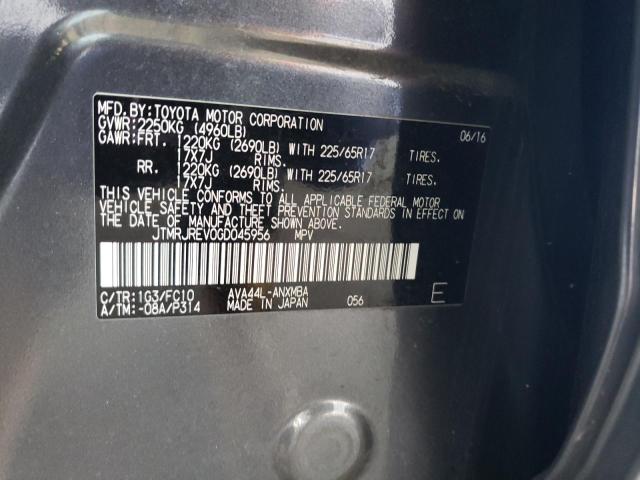 MFD.BY:TOYOTA MOTOR CORPORATION 06/16
GVWR:2250KG (4960LB)
GAWR:FRT. 1220KG (2690LB) WITH 225/65R17 TIRES.
17X7J RIMS.
RR. 1220KG (2690LB) WITH 225/65R17 TIRES.
17X7J RIMS.
THIS VEHICLE CONFORMS TO ALL APPLICABLE FEDERAL MOTOR
VEHICLE SAFETY AND THEFT PREVENTION STANDARDS IN EFFECT ON
THE DATE OF MANUFACTURE SHOWN ABOVE.
JTMRJREV0GD045956 MPV
C/TR:1G3/FC10 AVA44L-ANXMBA E
A/TM:-08A/P314 MADE IN JAPAN 056